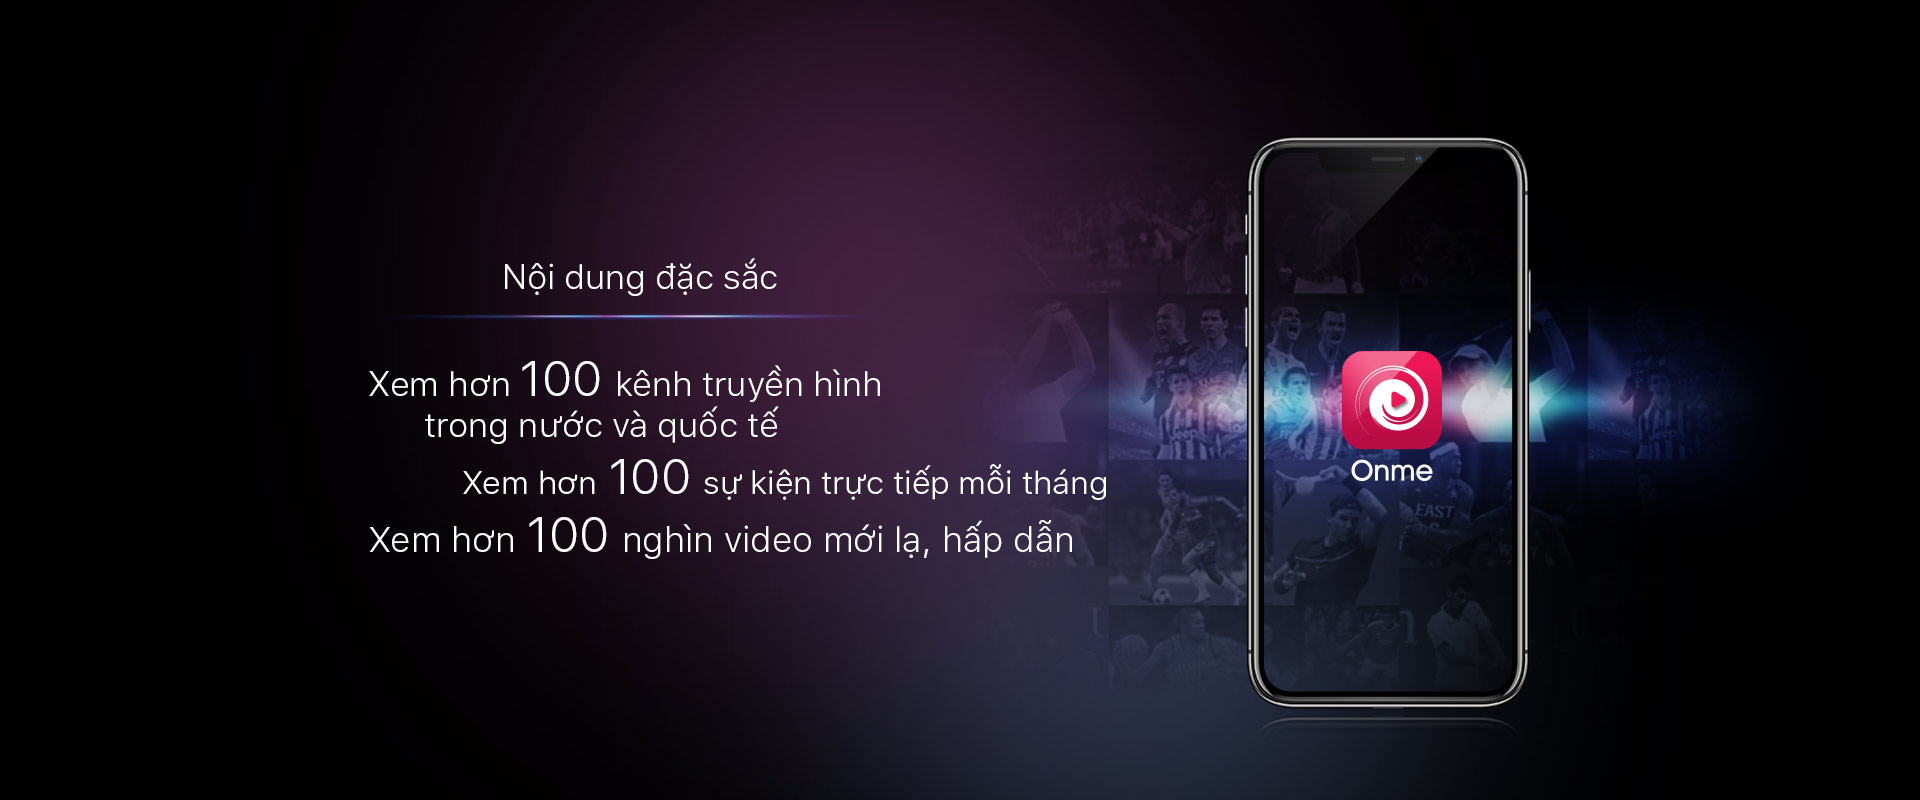 Nội dung đặc sắc
Xem hơn 100 kênh truyền hình
trong nước và quốc tế
Xem hơn 100 sự kiện trực tiếp mỗi tháng
Xem hơn 100 nghìn video mới lạ, hấp dẫn
Onme
EAST